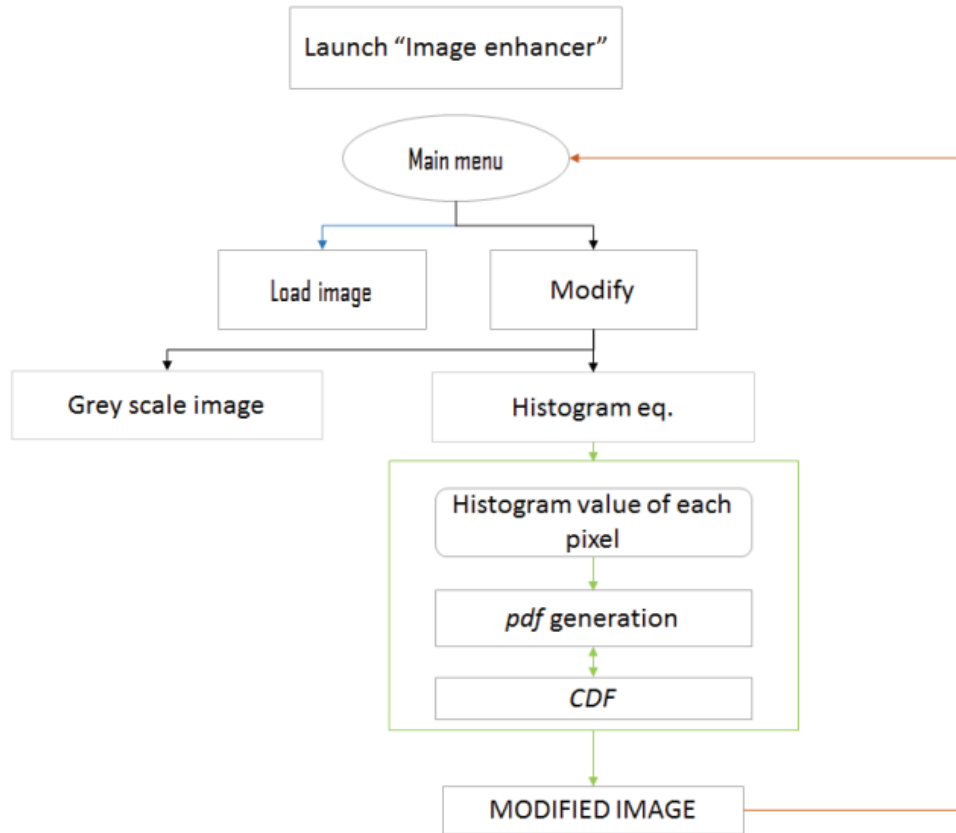 Launch “Image enhancer”
Main menu
Load image
Modify
Grey scale image
Histogram eq.
Histogram value of each
pixel
pdf generation
CDF
MODIFIED IMAGE